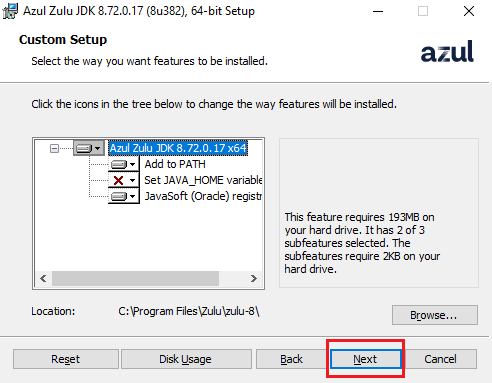 Azul Zulu JDK 8.72.0.17 (8u382), 64-bit Setup
Custom Setup
Select the way you want features to be installed.
azul
Click the icons in the tree below to change the way features will be installed.
Azul Zulu JDK 8.72.0.17 x64
Add to PATH
Set JAVA_HOME variable
JavaSoft (Oracle) registr
This feature requires 193MB on
your hard drive. It has 2 of 3
subfeatures selected. The
subfeatures require 2KB on your
hard drive.
Location:
C:\Program Files\Zulu\zulu-8\
Browse...
Reset
Disk Usage
Back
Next
Cancel